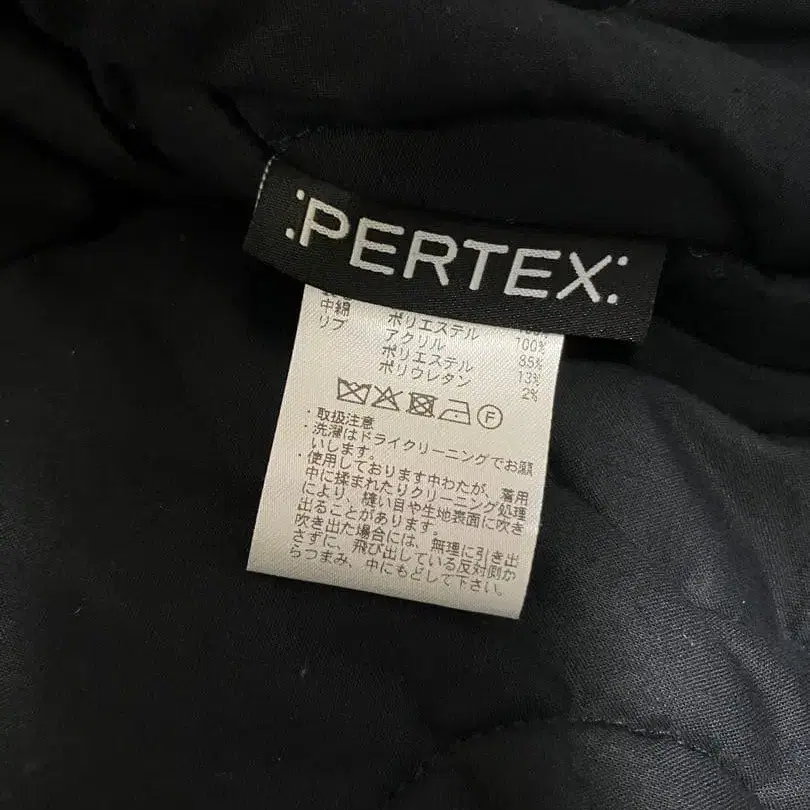 :PERTEX:
中綿 ポリエステル 100%
リブ アクリル 85%
ポリエステル 13%
ポリウレタン 2%
F
・取扱注意
・洗濯はドライクリーニングでお願
いします。
・使用しております中わたが、着用
中に揉まれたりクリーニング処理
により、縫い目や生地表面に吹き
出ることがあります。
吹き出た場合には、無理に引き出
さずに、飛び出している反対側か
らつまみ、中にもどして下さい。